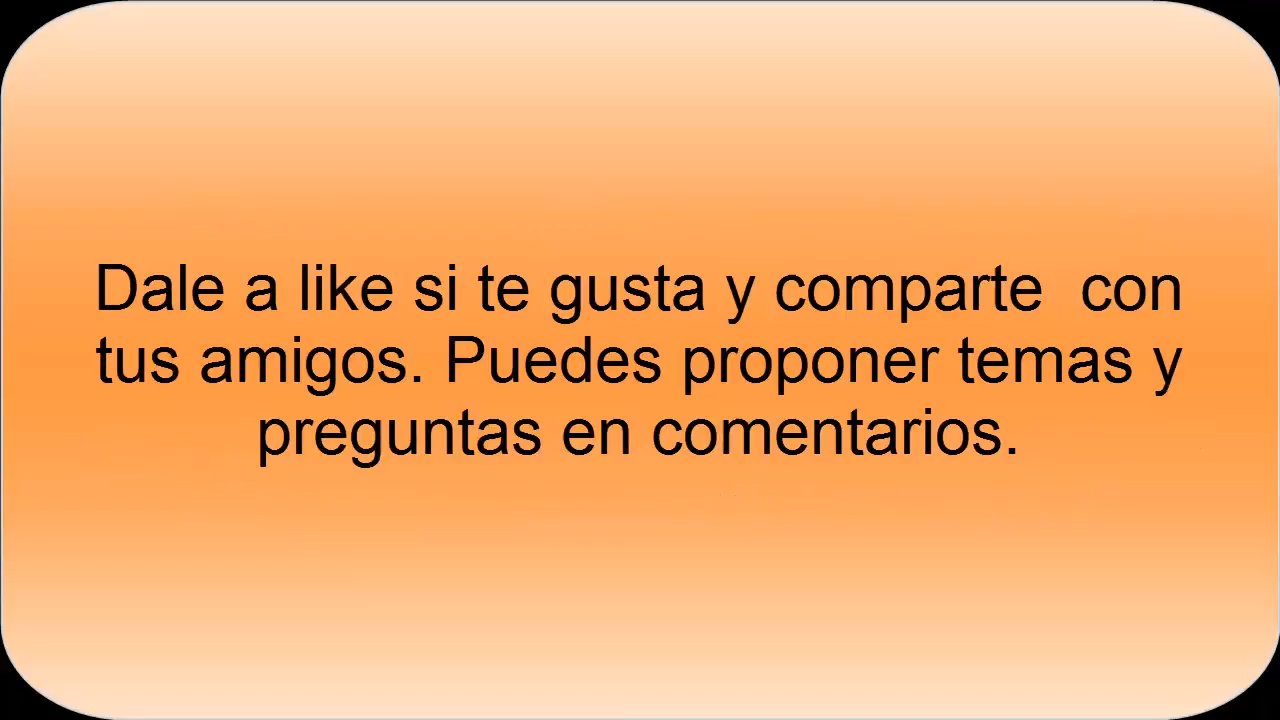 Dale a like si te gusta y comparte  con
tus amigos. Puedes proponer temas y
preguntas en comentarios.